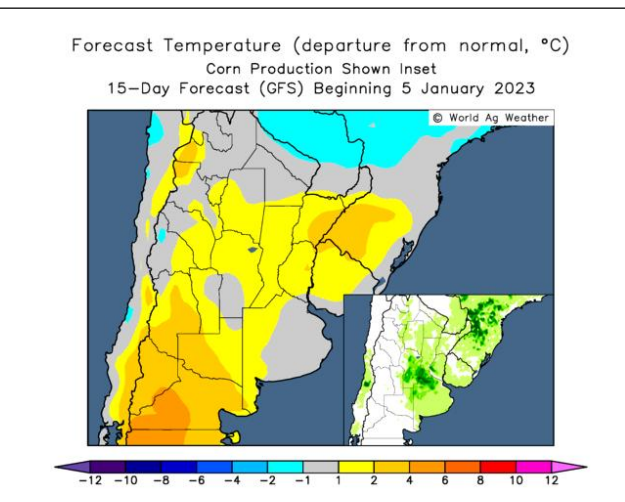 Forecast Temperature (departure from normal, °C)
Corn Production Shown Inset
15-Day Forecast (GFS) Beginning 5 January 2023
© World Ag Weather
-12 -10 -8 -6 -4 -2 -1 1 2 4 6 8 10 12